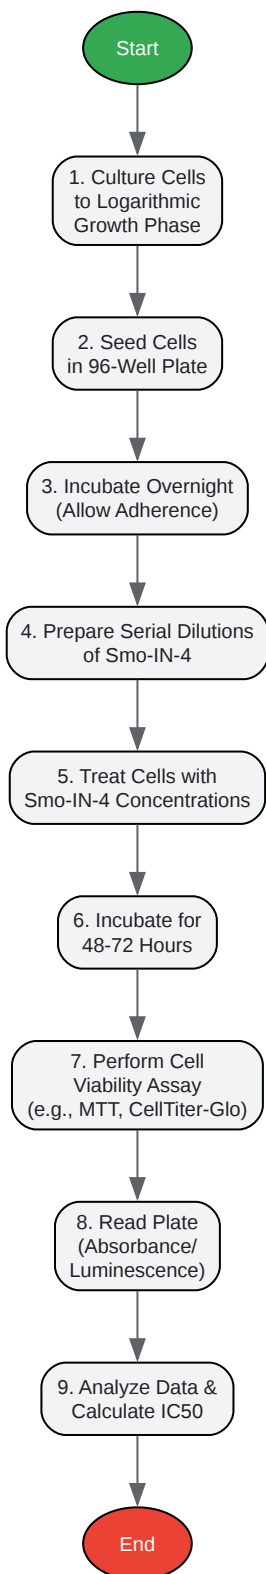 Start
1. Culture Cells
to Logarithmic
Growth Phase
2. Seed Cells
in 96-Well Plate
3. Incubate Overnight
(Allow Adherence)
4. Prepare Serial Dilutions
of Smo-IN-4
5. Treat Cells with
Smo-IN-4 Concentrations
6. Incubate for
48-72 Hours
7. Perform Cell
Viability Assay
(e.g., MTT, CellTiter-Glo)
8. Read Plate
(Absorbance/
Luminescence)
9. Analyze Data &
Calculate IC50
End